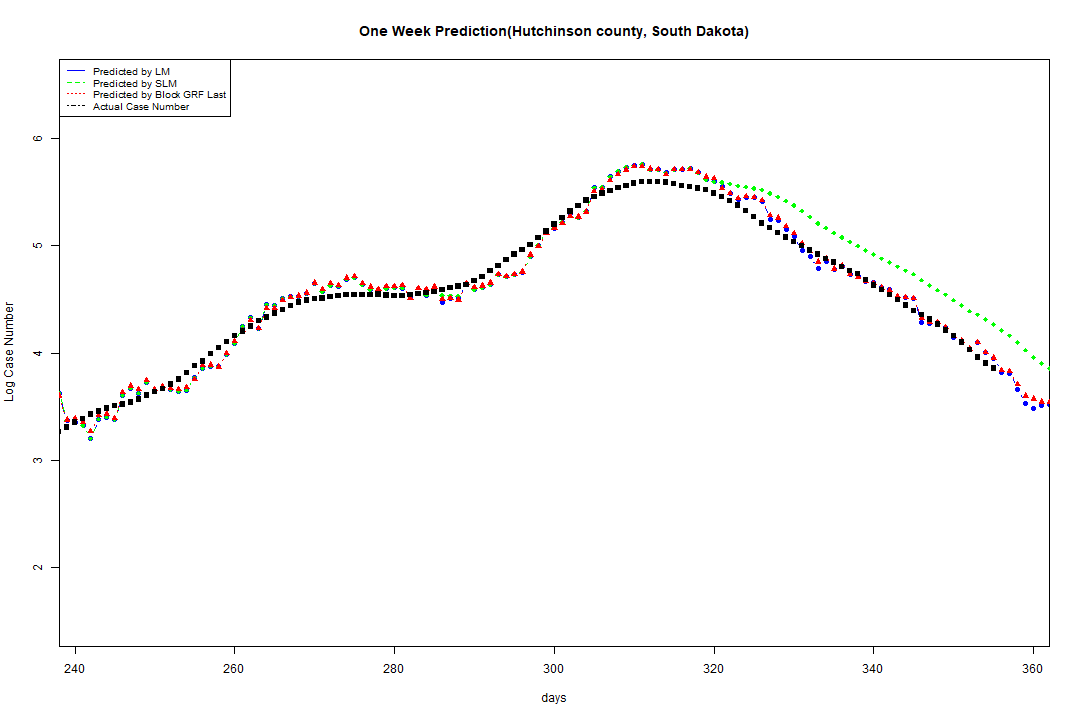 One Week Prediction(Hutchinson county, South Dakota)
Predicted by LM
Predicted by SLM
Predicted by Block GRF Last
Actual Case Number
6
5
4
3
2
Log Case Number
240 260 280 300 320 340 360
days